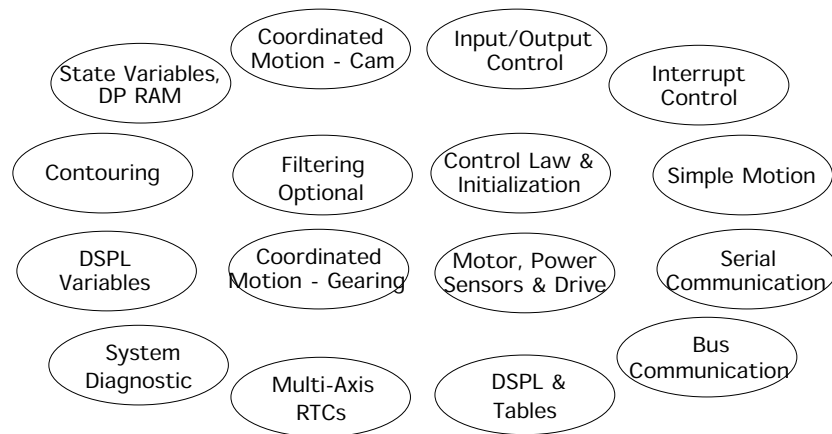 Coordinated
Motion - Cam
Input/Output
Control
State Variables,
DP RAM
Interrupt
Control
Contouring
Filtering
Optional
Control Law &
Initialization
Simple Motion
DSPL
Variables
Coordinated
Motion - Gearing
Motor, Power
Sensors & Drive
Serial
Communication
System
Diagnostic
Multi-Axis
RTCs
DSPL &
Tables
Bus
Communication